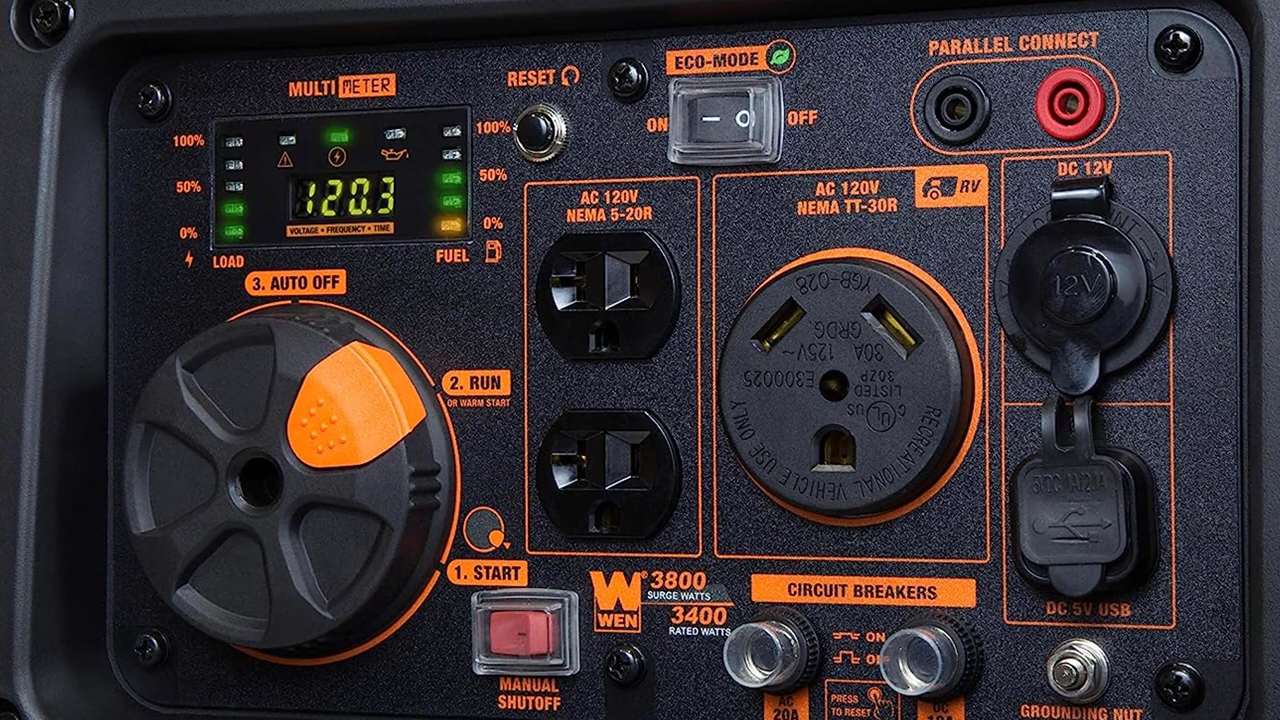 MULTI METER
RESET
ECO-MODE
ON
OFF
PARALLEL CONNECT
100%
50%
0%
LOAD
120.3
VOLTAGE • FREQUENCY • TIME
100%
50%
0%
FUEL
3. AUTO OFF
2. RUN
OR WARM START
1. START
MANUAL
SHUTOFF
AC 120V
NEMA 5-20R
AC 120V
NEMA TT-30R
RV
YGB-028
GRDG.
125V~
30A
E300025
LISTED
30ZP
C UL US
RECREATIONAL VEHICLE USE ONLY
DC 12V
12V
DC 5V USB
W
WEN
3800
SURGE WATTS
3400
RATED WATTS
CIRCUIT BREAKERS
ON
PRESS
TO RESET
AC
20A
DC
GROUNDING NUT